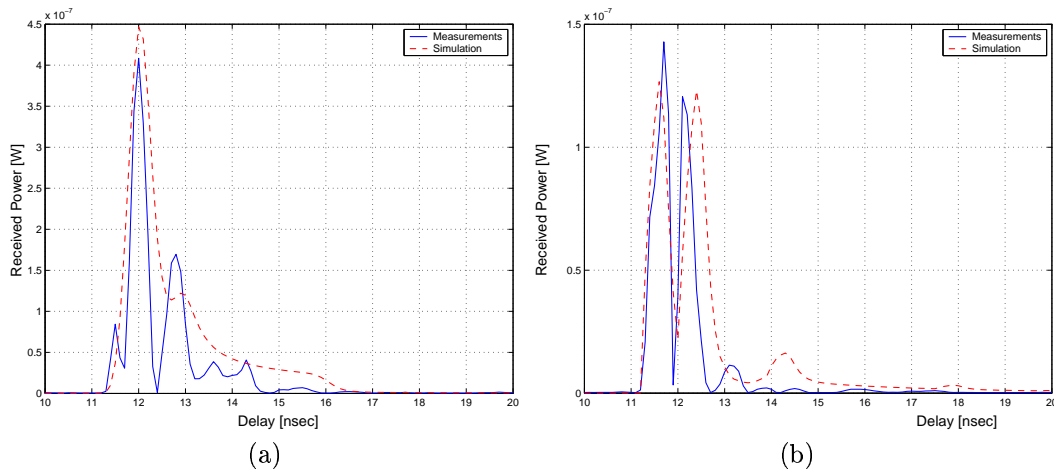 x 10⁻⁷
4.5
4
3.5
3
2.5
2
1.5
1
0.5
0
10 11 12 13 14 15 16 17 18 19 20
Received Power [W]
Delay [nsec]
Measurements
Simulation
(a)
x 10⁻⁷
1.5
1
0.5
0
10 11 12 13 14 15 16 17 18 19 20
Received Power [W]
Delay [nsec]
Measurements
Simulation
(b)